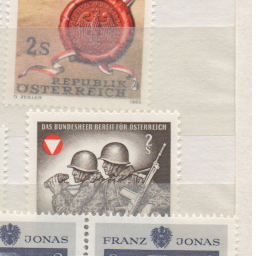 2S
REPUBLIK
ÖSTERREICH
DAS BUNDESHEER BEREIT FÜR ÖSTERREICH
2
S
JONAS
FRANZ JONAS